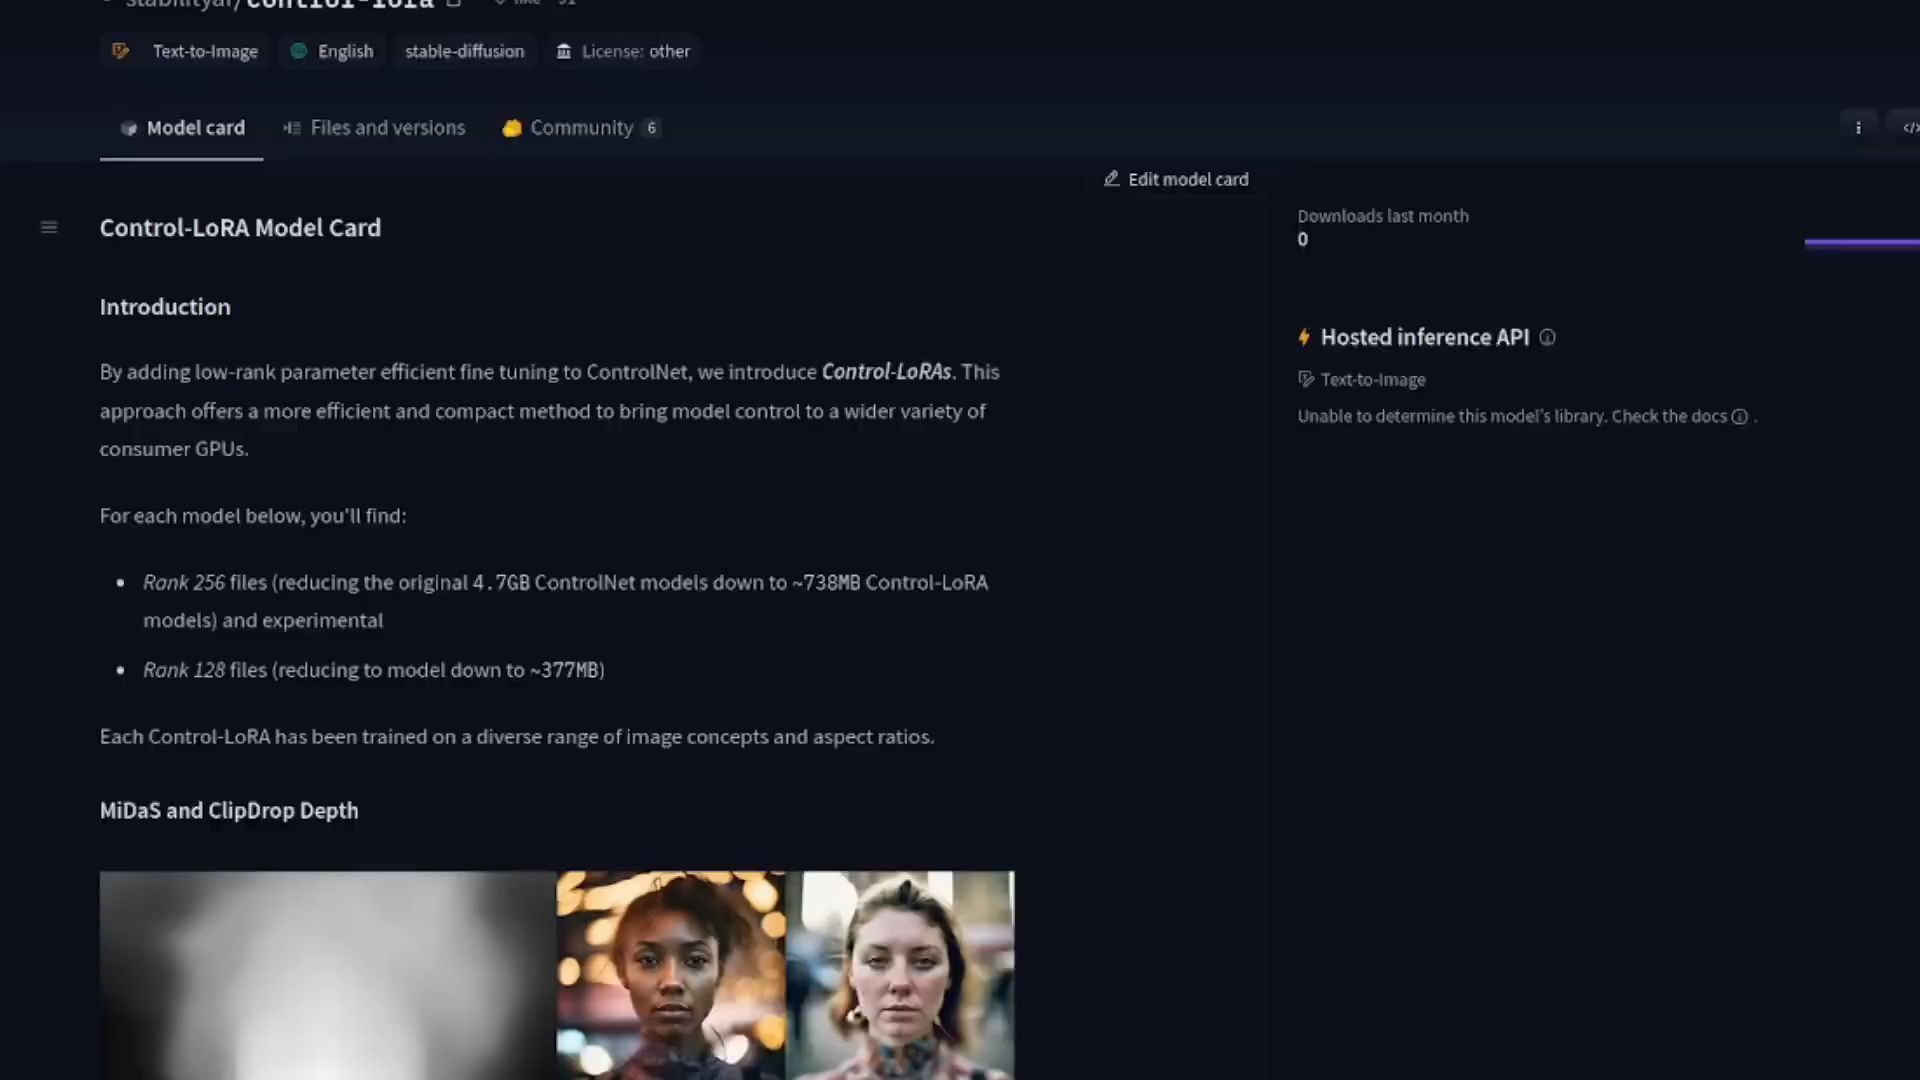 stabilityai/control-lora like 91
Text-to-Image English stable-diffusion License: other
Model card Files and versions Community 6 </>
Edit model card
Downloads last month
0
Control-LoRA Model Card
Introduction
Hosted inference API
Text-to-Image
Unable to determine this model's library. Check the docs .
By adding low-rank parameter efficient fine tuning to ControlNet, we introduce Control-LoRAs. This
approach offers a more efficient and compact method to bring model control to a wider variety of
consumer GPUs.
For each model below, you'll find:
• Rank 256 files (reducing the original 4.7GB ControlNet models down to ~738MB Control-LoRA
models) and experimental
• Rank 128 files (reducing to model down to ~377MB)
Each Control-LoRA has been trained on a diverse range of image concepts and aspect ratios.
MiDaS and ClipDrop Depth